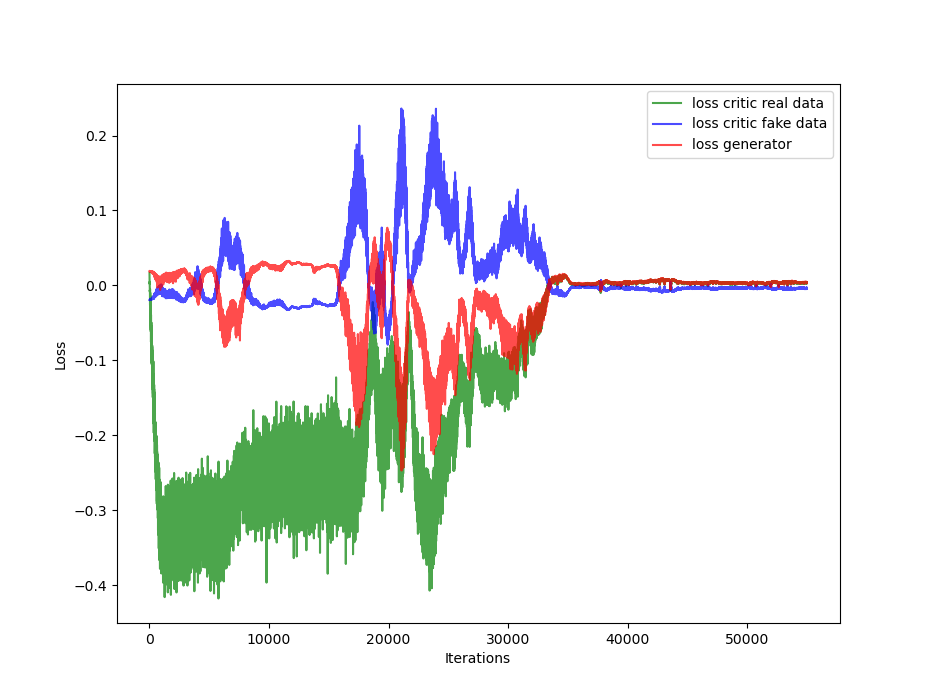 loss critic real data
loss critic fake data
loss generator
0.2
0.1
0.0
−0.1
−0.2
−0.3
−0.4
Loss
0 10000 20000 30000 40000 50000
Iterations